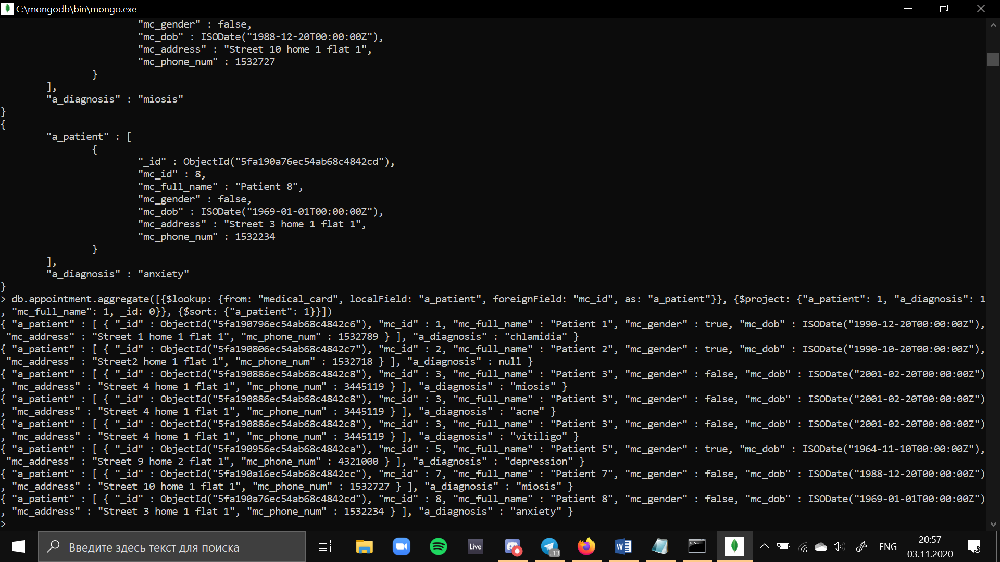 C:\mongodb\bin\mongo.exe
"mc_gender" : false,
"mc_dob" : ISODate("1988-12-20T00:00:00Z"),
"mc_address" : "Street 10 home 1 flat 1",
"mc_phone_num" : 1532727
}
],
"a_diagnosis" : "miosis"
}
{
"a_patient" : [
{
"_id" : ObjectId("5fa190a76ec54ab68c4842cd"),
"mc_id" : 8,
"mc_full_name" : "Patient 8",
"mc_gender" : false,
"mc_dob" : ISODate("1969-01-01T00:00:00Z"),
"mc_address" : "Street 3 home 1 flat 1",
"mc_phone_num" : 1532234
}
],
"a_diagnosis" : "anxiety"
}
> db.appointment.aggregate([{$lookup: {from: "medical_card", localField: "a_patient", foreignField: "mc_id", as: "a_patient"}}, {$project: {"a_patient": 1, "a_diagnosis": 1
, "mc_full_name": 1, _id: 0}}, {$sort: {"a_patient": 1}}])
{ "a_patient" : [ { "_id" : ObjectId("5fa190796ec54ab68c4842c6"), "mc_id" : 1, "mc_full_name" : "Patient 1", "mc_gender" : true, "mc_dob" : ISODate("1990-12-20T00:00:00Z"),
"mc_address" : "Street 1 home 1 flat 1", "mc_phone_num" : 1532789 } ], "a_diagnosis" : "chlamidia" }
{ "a_patient" : [ { "_id" : ObjectId("5fa190806ec54ab68c4842c7"), "mc_id" : 2, "mc_full_name" : "Patient 2", "mc_gender" : true, "mc_dob" : ISODate("1990-10-20T00:00:00Z"),
"mc_address" : "Street2 home 1 flat 1", "mc_phone_num" : 1532718 } ], "a_diagnosis" : null }
{ "a_patient" : [ { "_id" : ObjectId("5fa190886ec54ab68c4842c8"), "mc_id" : 3, "mc_full_name" : "Patient 3", "mc_gender" : false, "mc_dob" : ISODate("2001-02-20T00:00:00Z")
, "mc_address" : "Street 4 home 1 flat 1", "mc_phone_num" : 3445119 } ], "a_diagnosis" : "miosis" }
{ "a_patient" : [ { "_id" : ObjectId("5fa190886ec54ab68c4842c8"), "mc_id" : 3, "mc_full_name" : "Patient 3", "mc_gender" : false, "mc_dob" : ISODate("2001-02-20T00:00:00Z")
, "mc_address" : "Street 4 home 1 flat 1", "mc_phone_num" : 3445119 } ], "a_diagnosis" : "acne" }
{ "a_patient" : [ { "_id" : ObjectId("5fa190886ec54ab68c4842c8"), "mc_id" : 3, "mc_full_name" : "Patient 3", "mc_gender" : false, "mc_dob" : ISODate("2001-02-20T00:00:00Z")
, "mc_address" : "Street 4 home 1 flat 1", "mc_phone_num" : 3445119 } ], "a_diagnosis" : "vitiligo" }
{ "a_patient" : [ { "_id" : ObjectId("5fa190956ec54ab68c4842ca"), "mc_id" : 5, "mc_full_name" : "Patient 5", "mc_gender" : true, "mc_dob" : ISODate("1964-11-10T00:00:00Z"),
"mc_address" : "Street 9 home 2 flat 1", "mc_phone_num" : 4321000 } ], "a_diagnosis" : "depression" }
{ "a_patient" : [ { "_id" : ObjectId("5fa190a16ec54ab68c4842cc"), "mc_id" : 7, "mc_full_name" : "Patient 7", "mc_gender" : false, "mc_dob" : ISODate("1988-12-20T00:00:00Z")
, "mc_address" : "Street 10 home 1 flat 1", "mc_phone_num" : 1532727 } ], "a_diagnosis" : "miosis" }
{ "a_patient" : [ { "_id" : ObjectId("5fa190a76ec54ab68c4842cd"), "mc_id" : 8, "mc_full_name" : "Patient 8", "mc_gender" : false, "mc_dob" : ISODate("1969-01-01T00:00:00Z")
, "mc_address" : "Street 3 home 1 flat 1", "mc_phone_num" : 1532234 } ], "a_diagnosis" : "anxiety" }
>
Введите здесь текст для поиска
Live
..13
W
ENG
20:57
03.11.2020